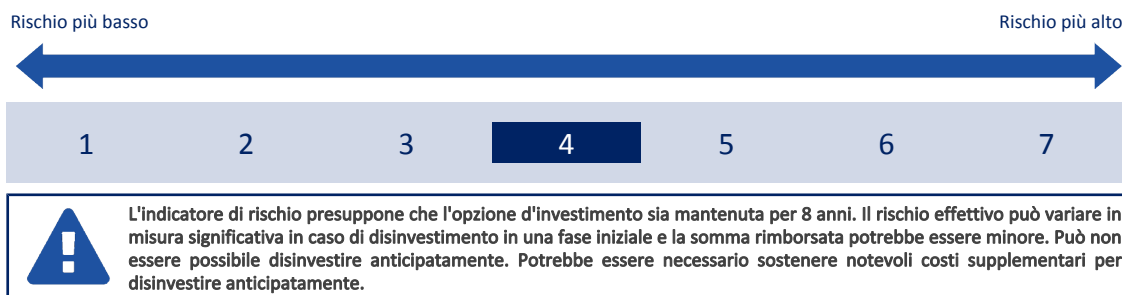 Rischio più basso Rischio più alto
1 2 3 4 5 6 7
L'indicatore di rischio presuppone che l'opzione d'investimento sia mantenuta per 8 anni. Il rischio effettivo può variare in
misura significativa in caso di disinvestimento in una fase iniziale e la somma rimborsata potrebbe essere minore. Può non
essere possibile disinvestire anticipatamente. Potrebbe essere necessario sostenere notevoli costi supplementari per
disinvestire anticipatamente.